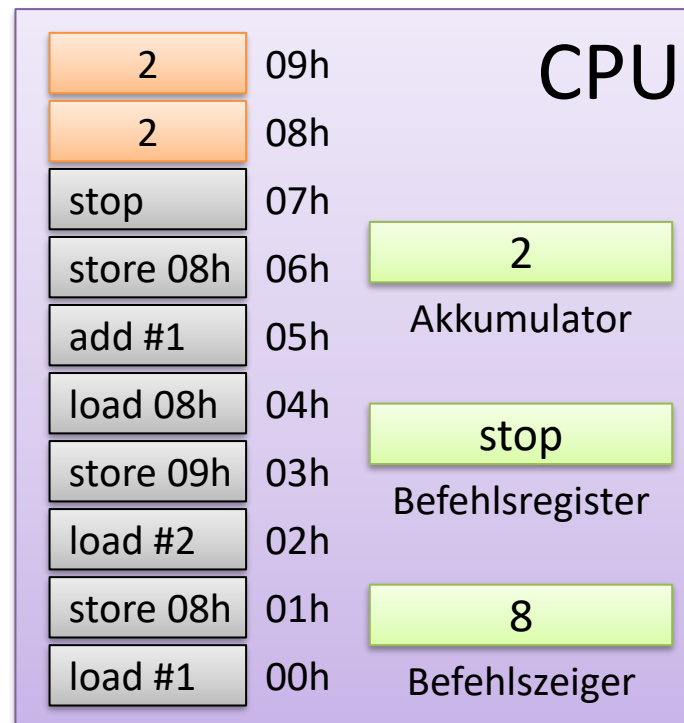 CPU
2 09h
2 08h
stop 07h
store 08h 06h
add #1 05h
load 08h 04h
store 09h 03h
load #2 02h
store 08h 01h
load #1 00h
2
Akkumulator
stop
Befehlsregister
8
Befehlszeiger